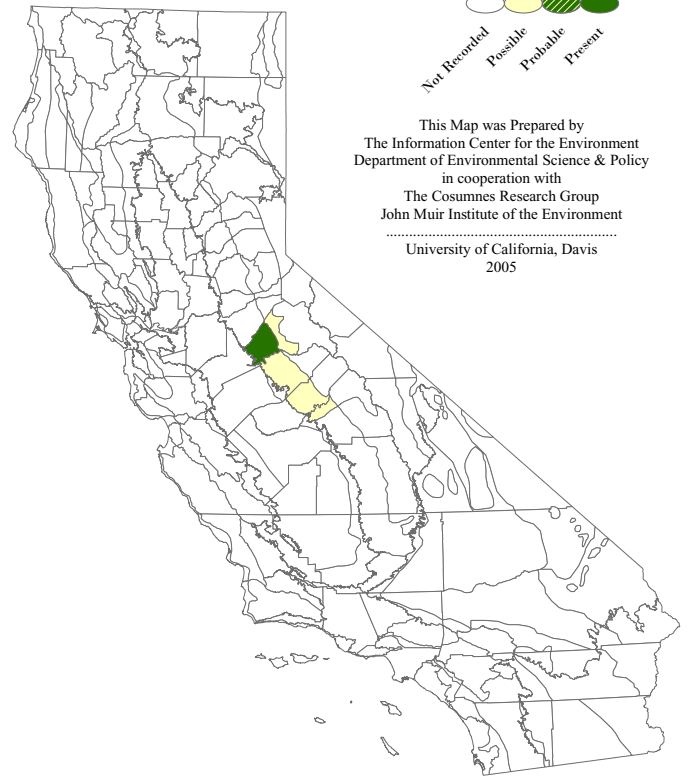 Not Recorded
Possible
Probable
Present
This Map was Prepared by
The Information Center for the Environment
Department of Environmental Science & Policy
in cooperation with
The Cosumnes Research Group
John Muir Institute of the Environment
.............................................................
University of California, Davis
2005